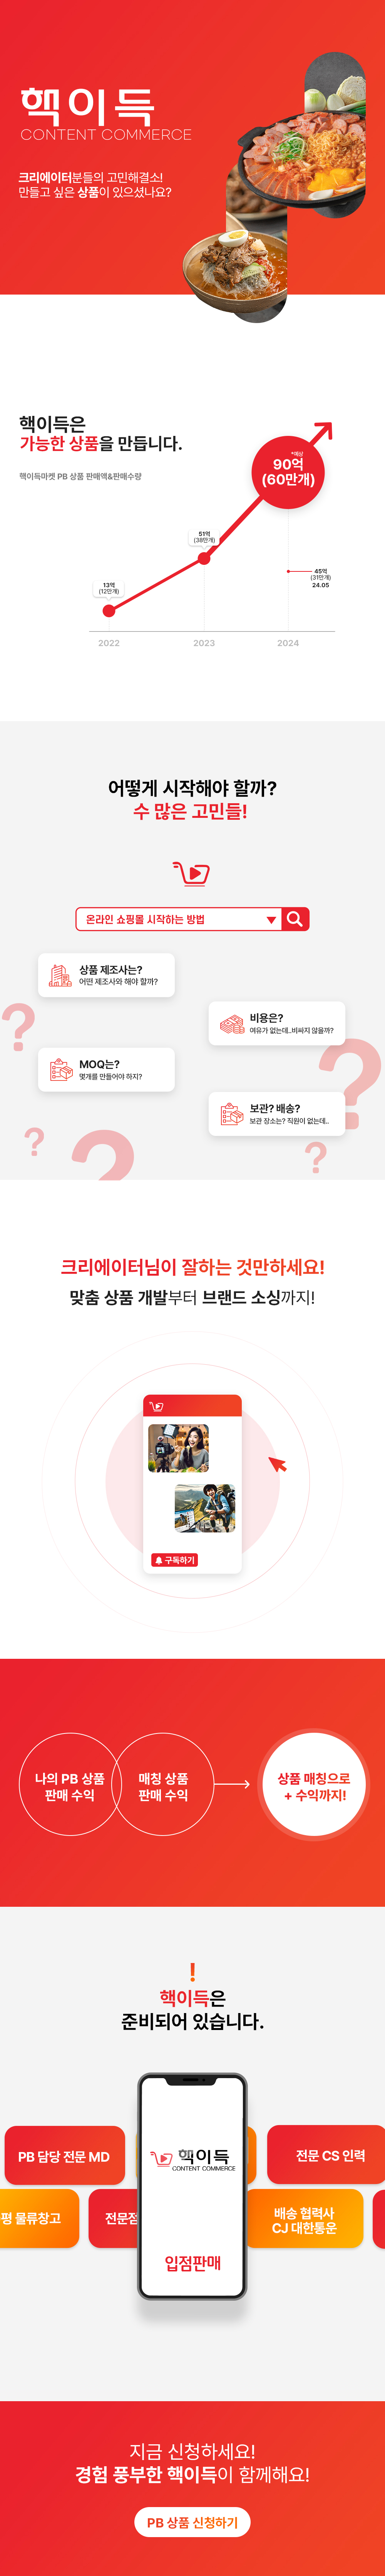 핵이득
CONTENT COMMERCE
크리에이터분들의 고민해결소!
만들고 싶은 상품이 있으셨나요?
핵이득은
가능한 상품을 만듭니다.
핵이득마켓 PB 상품 판매액&판매수량
*예상
90억
(60만개)
51억
(38만개)
45억
(31만개)
24.05
13억
(12만개)
2022
2023
2024
어떻게 시작해야 할까?
수 많은 고민들!
온라인 쇼핑몰 시작하는 방법
상품 제조사는?
어떤 제조사와 해야 할까?
비용은?
여유가 없는데..비싸지 않을까?
MOQ는?
몇개를 만들어야 하지?
보관? 배송?
보관 장소는? 직원이 없는데..
?
?
?
?
?
크리에이터님이 잘하는 것만하세요!
맞춤 상품 개발부터 브랜드 소싱까지!
구독하기
나의 PB 상품
판매 수익
매칭 상품
판매 수익
상품 매칭으로
+ 수익까지!
!
핵이득은
준비되어 있습니다.
PB 담당 전문 MD
전문 CS 인력
평 물류창고
전문
배송 협력사
CJ 대한통운
핵이득
CONTENT COMMERCE
입점판매
지금 신청하세요!
경험 풍부한 핵이득이 함께해요!
PB 상품 신청하기